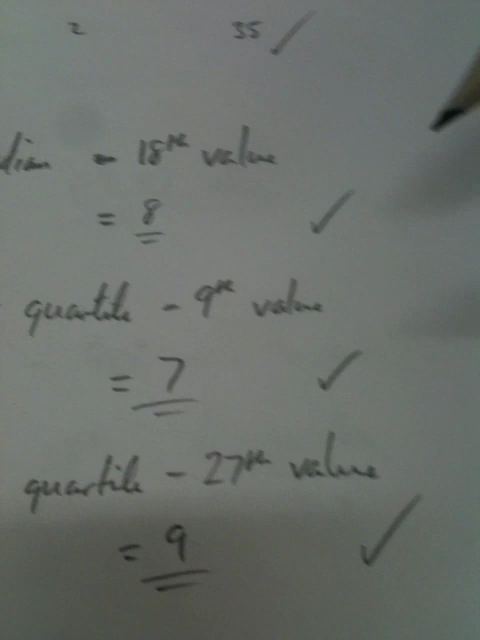 2 35 ✓
dian - 18th value
= 8 ✓
quartile - 9th value
= 7 ✓
quartile - 27th value
= 9 ✓